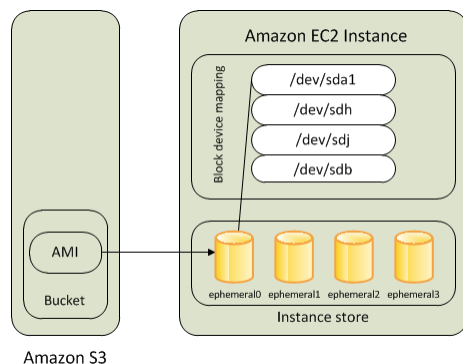 Amazon EC2 Instance
Block device mapping
/dev/sda1
/dev/sdh
/dev/sdj
/dev/sdb
AMI
Bucket
ephemeral0 ephemeral1 ephemeral2 ephemeral3
Instance store
Amazon S3